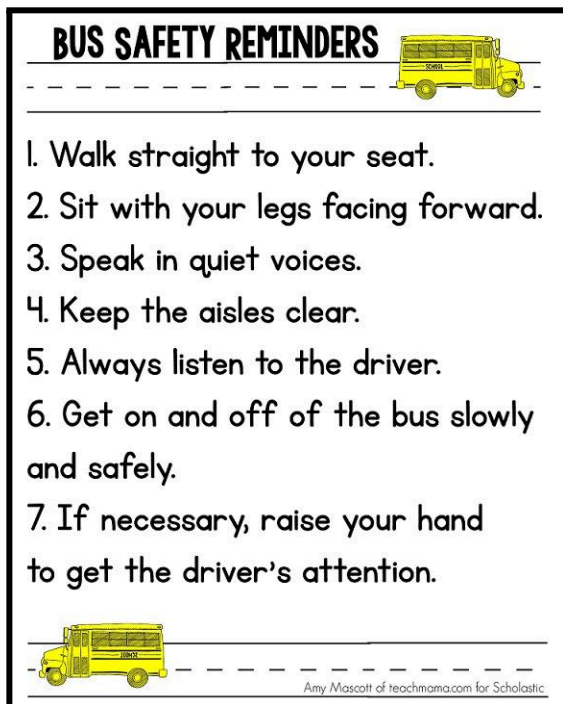 BUS SAFETY REMINDERS
SCHOOL
1. Walk straight to your seat.
2. Sit with your legs facing forward.
3. Speak in quiet voices.
4. Keep the aisles clear.
5. Always listen to the driver.
6. Get on and off of the bus slowly
and safely.
7. If necessary, raise your hand
to get the driver's attention.
SCHOOL
Amy Mascott of teachmama.com for Scholastic